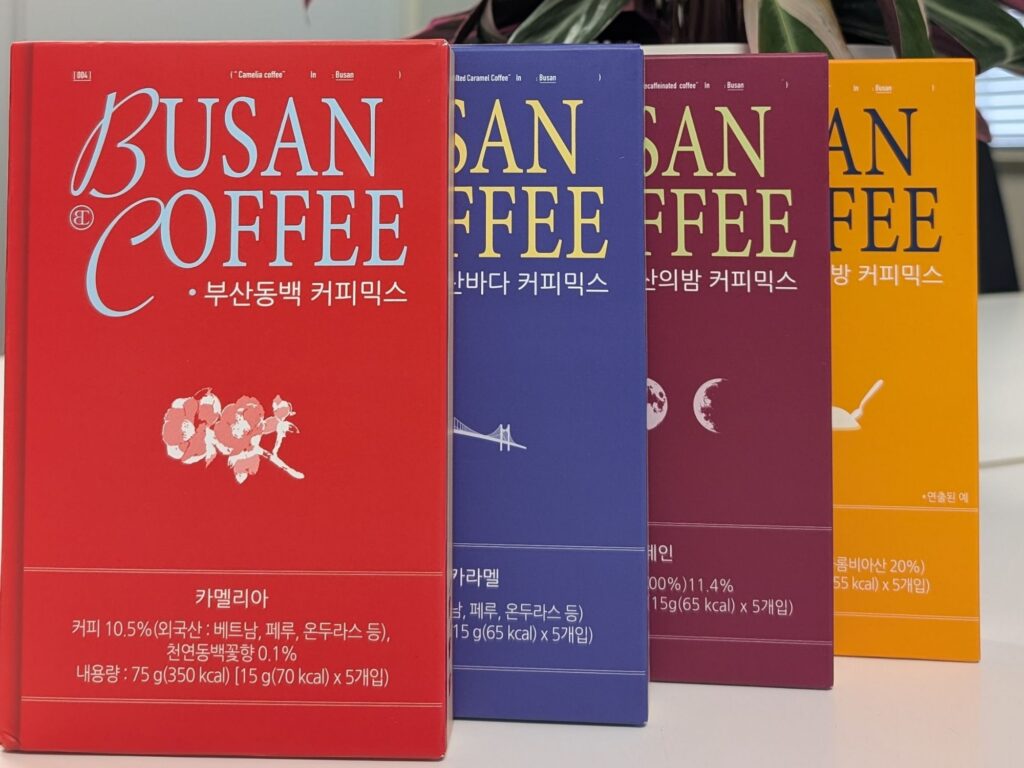 [ 004 ]
(" Camelia coffee" In : Busan )
BUSAN
COFFEE
• 부산동백 커피믹스
카멜리아
커피 10.5%(외국산 : 베트남, 페루, 온두라스 등),
천연동백꽃향 0.1%
내용량 : 75 g(350 kcal) [15 g(70 kcal) x 5개입)
Caramel Coffee" In : Busan )
SAN
FFEE
바다 커피믹스
카라멜
남, 페루, 온두라스 등)
15 g(65 kcal) x 5개입)
ecaffeinated coffee" In : Busan )
SAN
FFEE
산의밤 커피믹스
페인
00%)11.4%
15g(65 kcal) x 5개입)
In : Busan )
AN
FEE
방 커피믹스
*연출된 예
롬비아산 20%)
55 kcal) x 5개입)